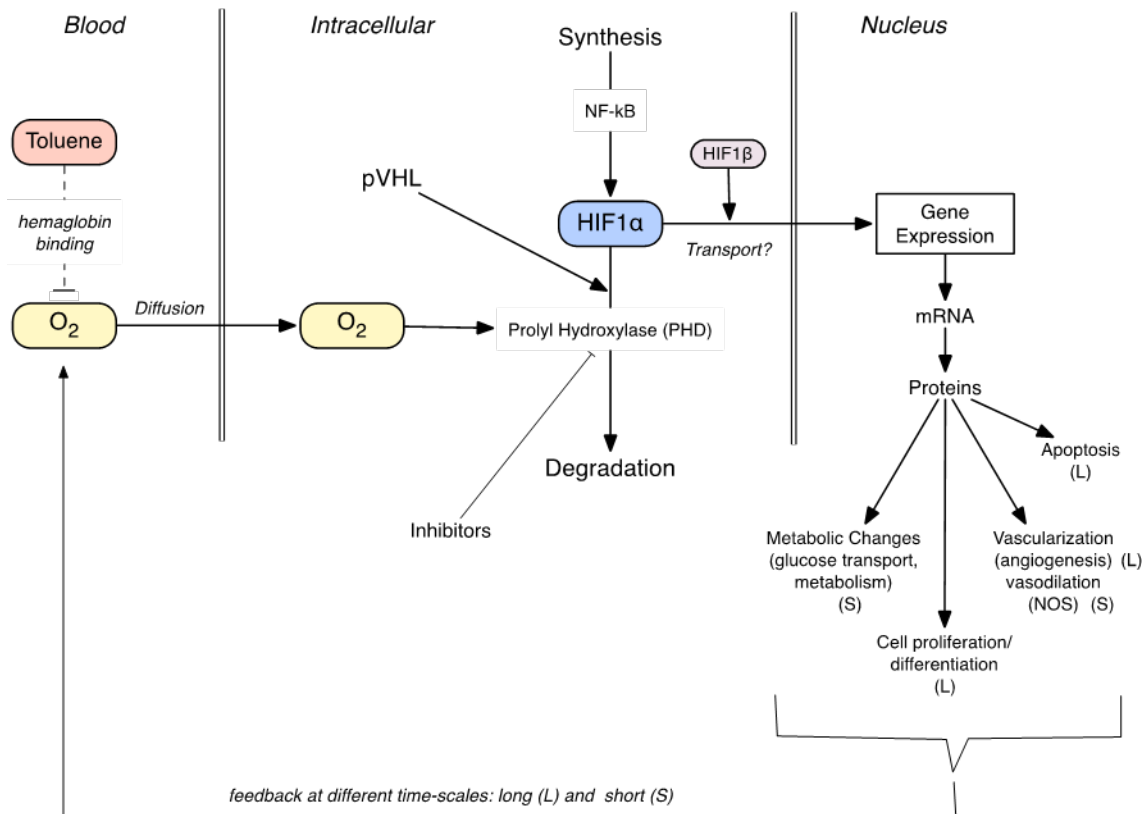 Blood
Intracellular
Nucleus
Synthesis
NF-kB
Toluene
HIF1β
pVHL
hemaglobin
binding
HIF1α
Gene
Expression
Transport?
Diffusion
O2
O2
Prolyl Hydroxylase (PHD)
mRNA
Proteins
Apoptosis
(L)
Degradation
Inhibitors
Metabolic Changes
(glucose transport,
metabolism)
(S)
Vascularization
(angiogenesis) (L)
vasodilation
(NOS) (S)
Cell proliferation/
differentiation
(L)
feedback at different time-scales: long (L) and short (S)